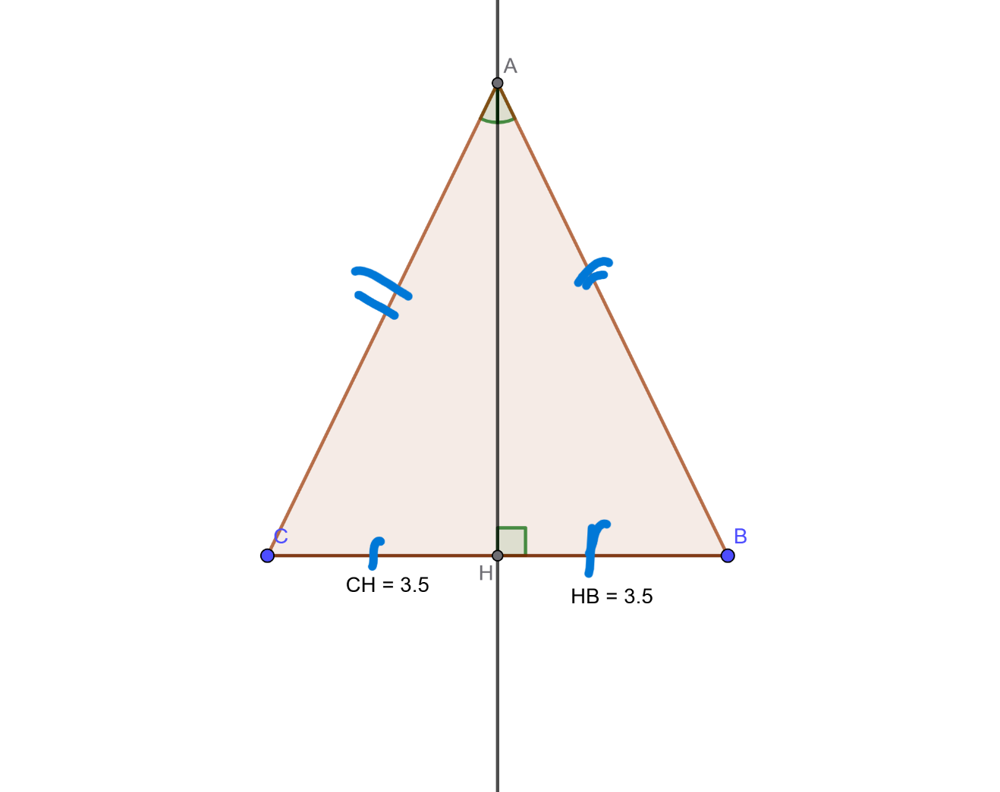 A
C
B
H
CH = 3.5
HB = 3.5